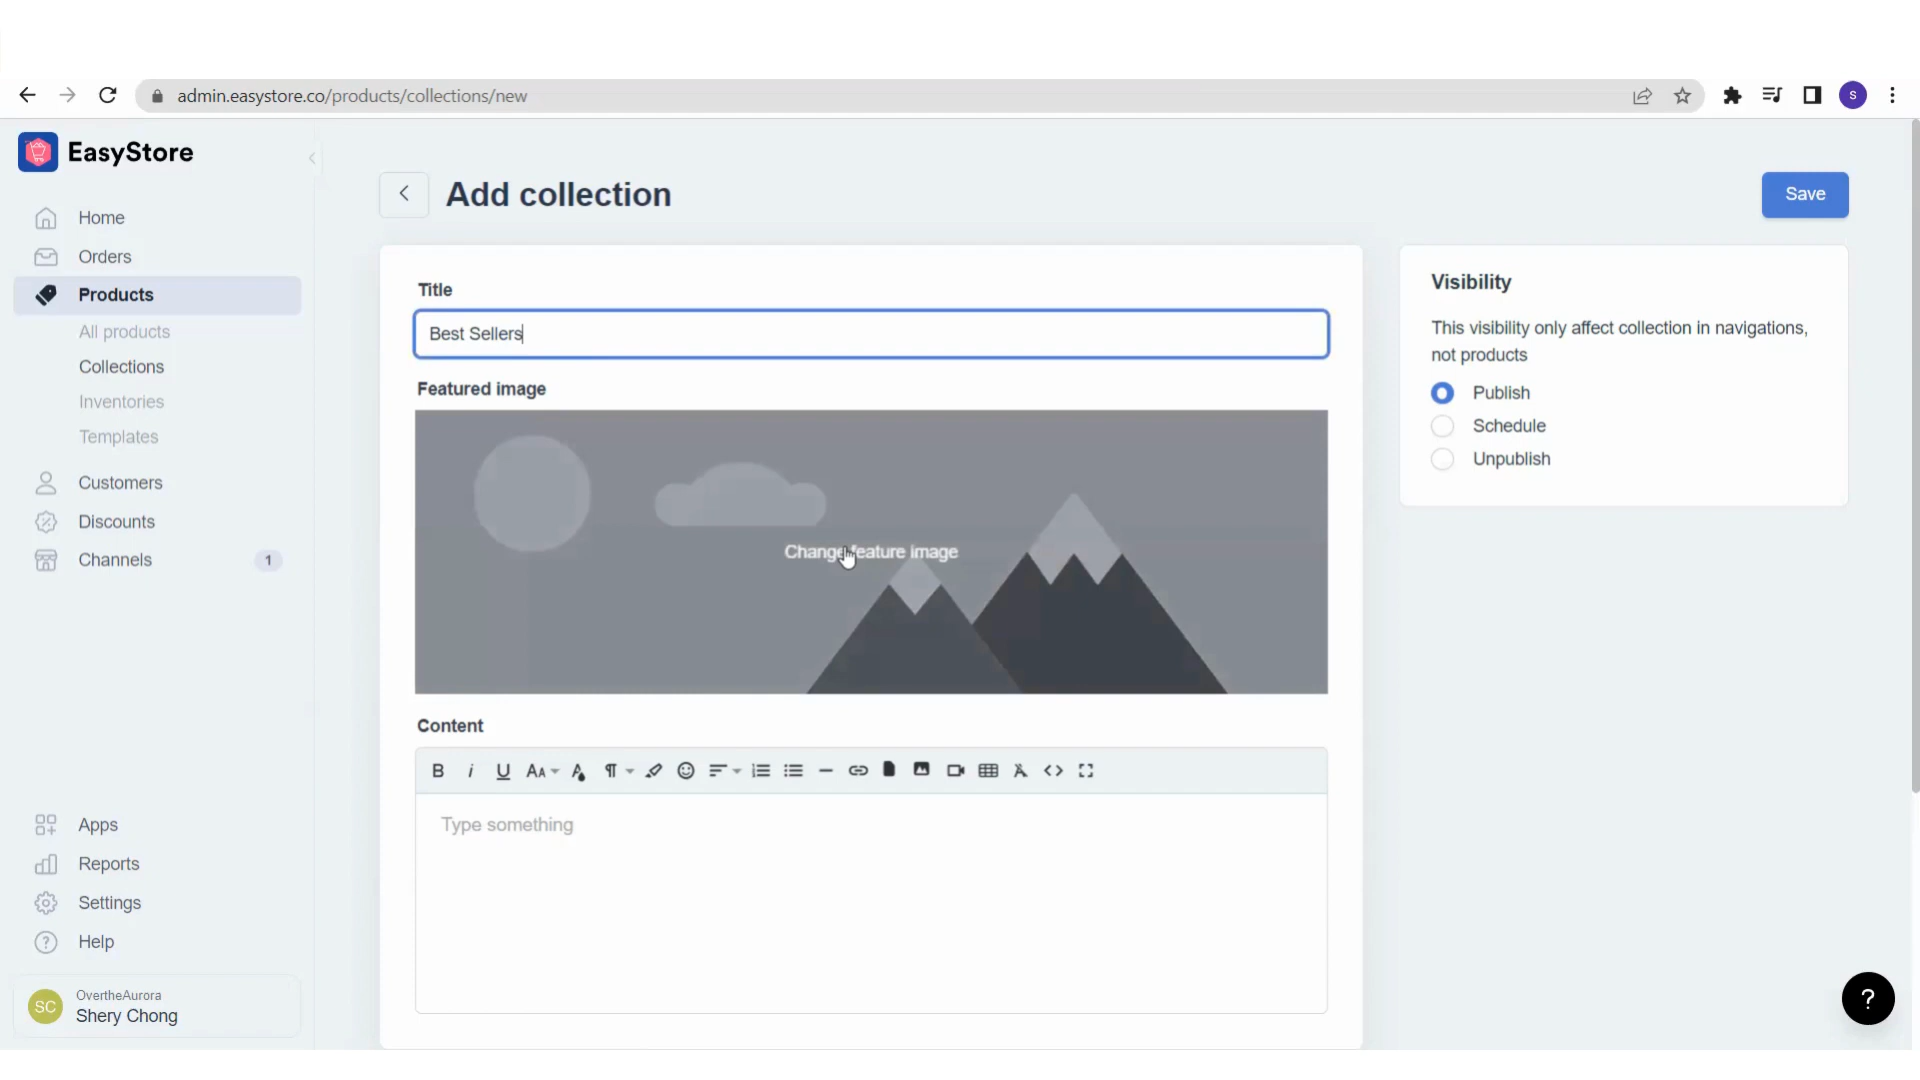 admin.easystore.co/products/collections/new
S
EasyStore
Home
Orders
Products
All products
Collections
Inventories
Templates
Customers
Discounts
Channels
1
Apps
Reports
Settings
Help
SC
OvertheAurora
Shery Chong
Add collection
Save
Title
Best Sellers
Featured image
Change feature image
Content
Type something
Visibility
This visibility only affect collection in navigations,
not products
Publish
Schedule
Unpublish
?